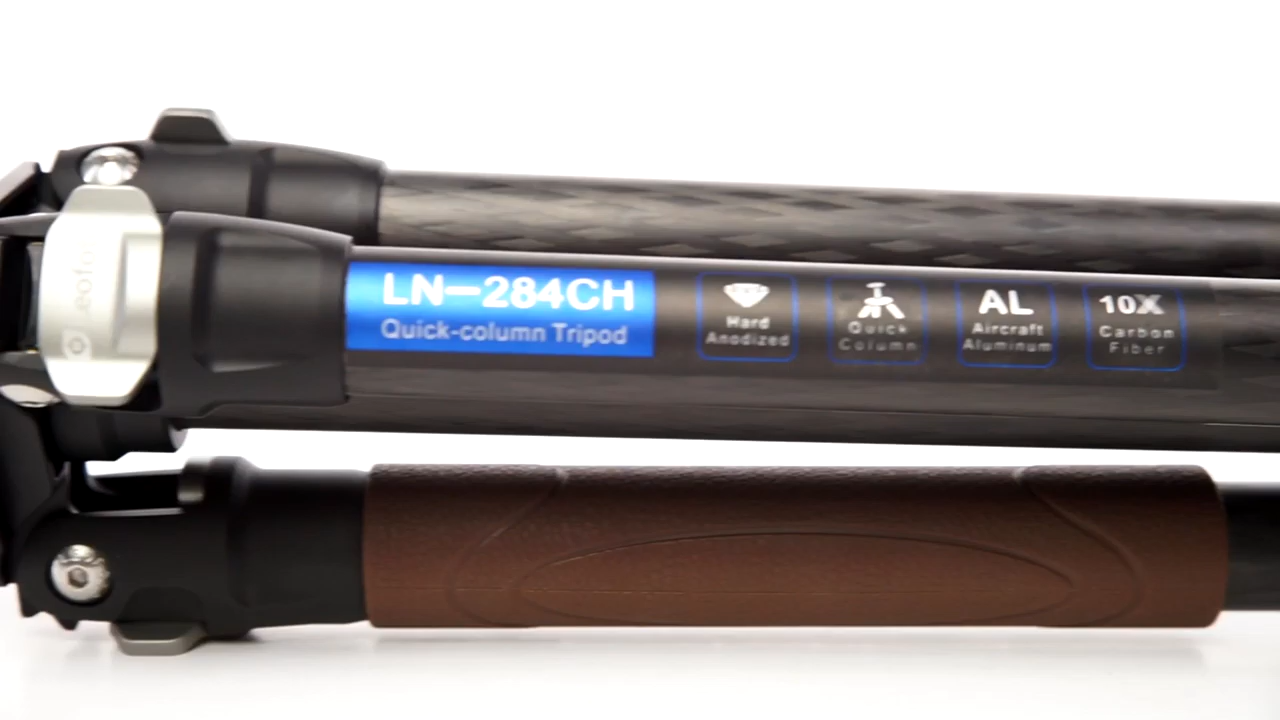 LN-284CH
Quick-column Tripod
Hard
Anodized
Quick
Column
AL
Aircraft
Aluminum
10X
Carbon
Fiber